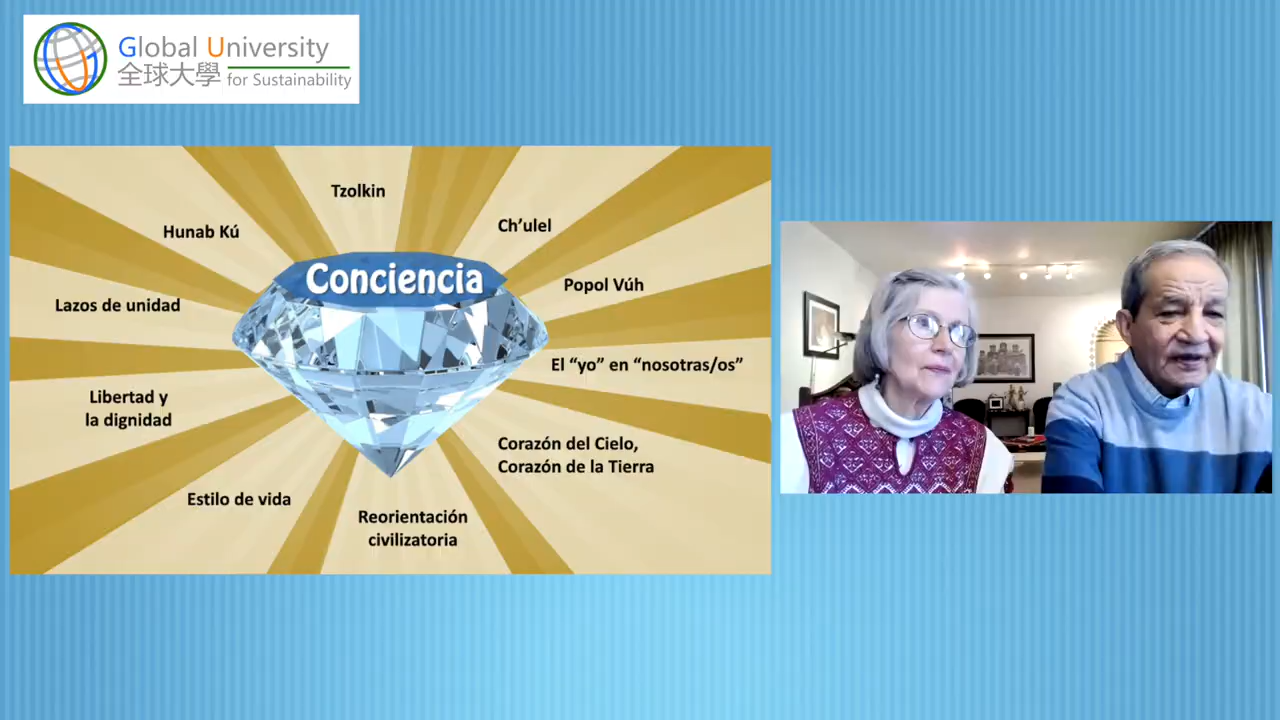 Global University
全球大學 for Sustainability
Tzolkin
Hunab Kú
Ch’ulel
Conciencia
Popol Vúh
Lazos de unidad
El “yo” en “nosotras/os”
Libertad y
la dignidad
Corazón del Cielo,
Corazón de la Tierra
Estilo de vida
Reorientación
civilizatoria